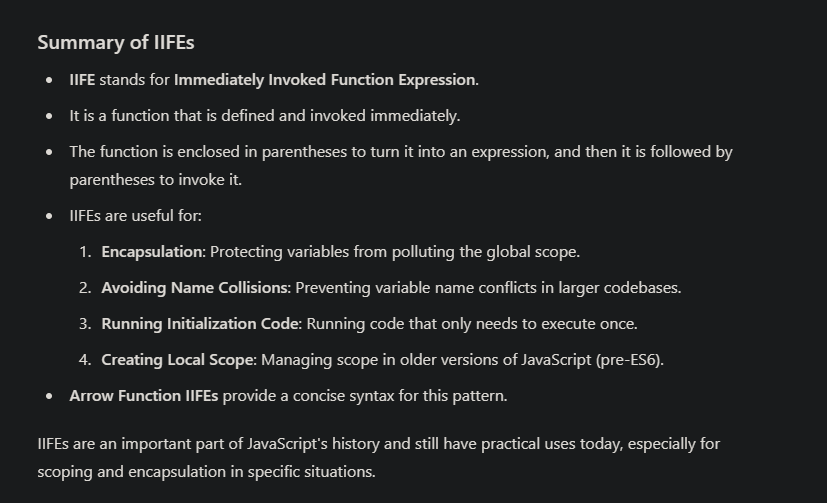 Summary of IIFEs
• IIFE stands for Immediately Invoked Function Expression.
• It is a function that is defined and invoked immediately.
• The function is enclosed in parentheses to turn it into an expression, and then it is followed by
parentheses to invoke it.
• IIFEs are useful for:
1. Encapsulation: Protecting variables from polluting the global scope.
2. Avoiding Name Collisions: Preventing variable name conflicts in larger codebases.
3. Running Initialization Code: Running code that only needs to execute once.
4. Creating Local Scope: Managing scope in older versions of JavaScript (pre-ES6).
• Arrow Function IIFEs provide a concise syntax for this pattern.
IIFEs are an important part of JavaScript's history and still have practical uses today, especially for
scoping and encapsulation in specific situations.